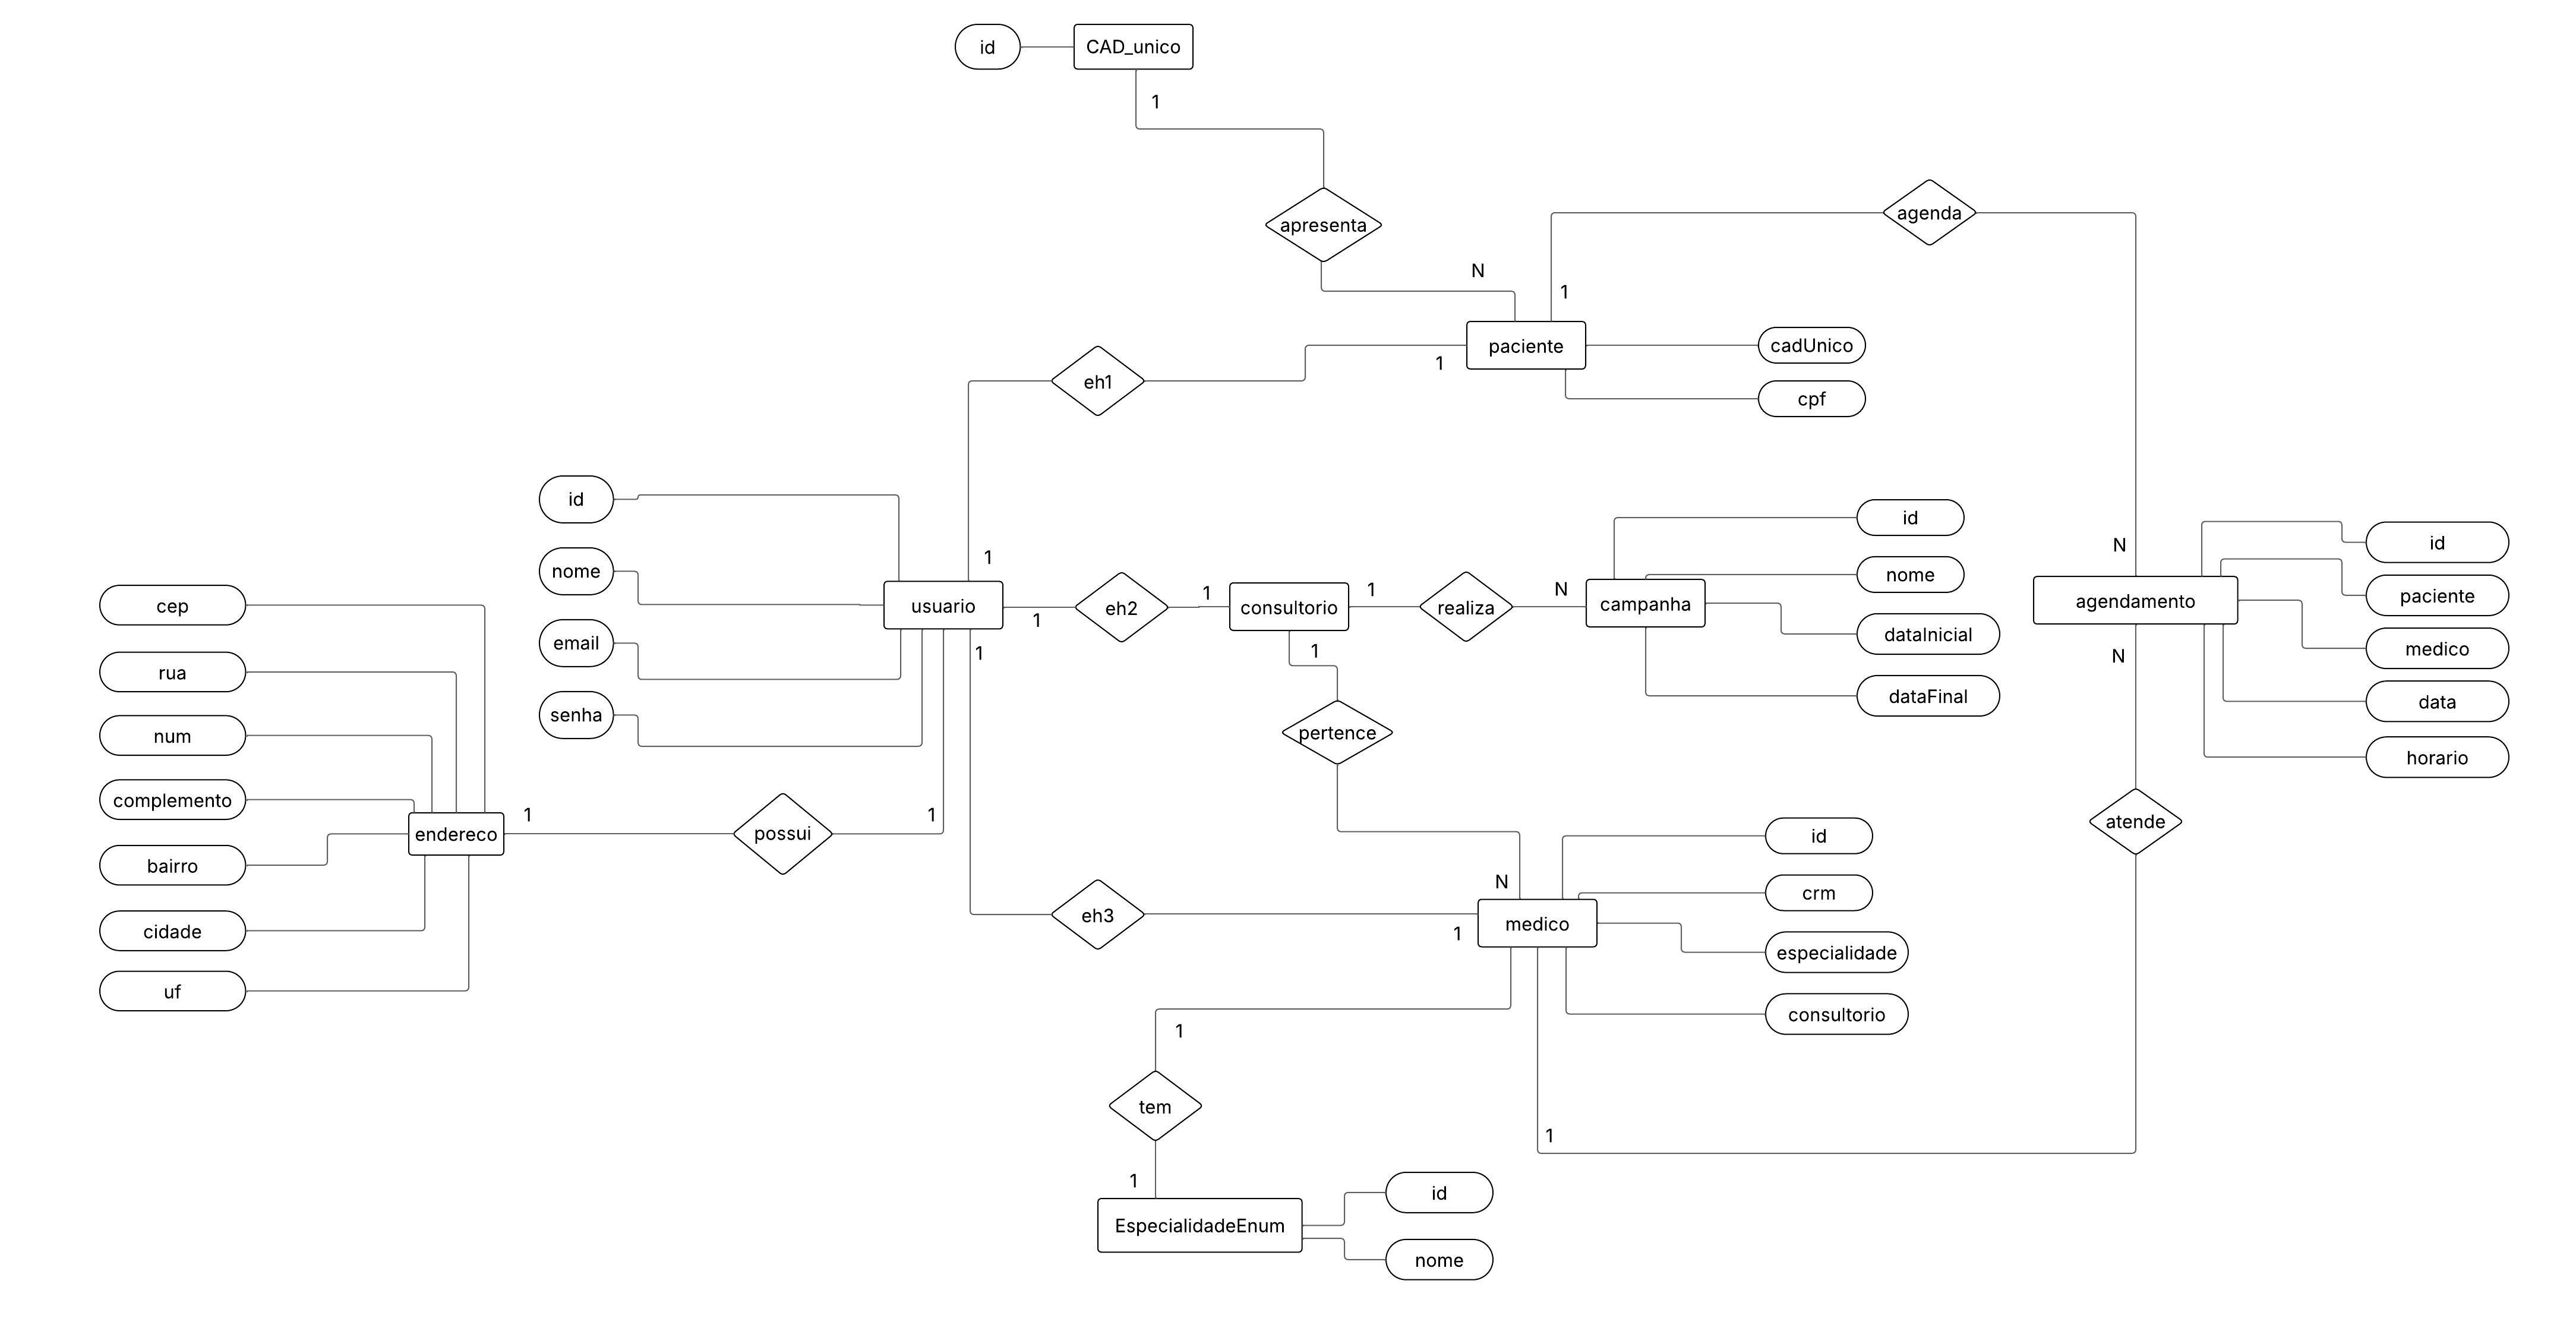 id
CAD_unico
1
apresenta
agenda
N
1
paciente
1
cadUnico
cpf
eh1
id
nome
email
senha
1
usuario
1
1
eh2
1
consultorio
1
realiza
N
campanha
id
nome
dataInicial
dataFinal
N
agendamento
N
id
paciente
medico
data
horario
cep
rua
num
complemento
bairro
cidade
uf
endereco
1
possui
1
1
pertence
N
atende
eh3
1
medico
id
crm
especialidade
consultorio
1
tem
1
1
EspecialidadeEnum
id
nome